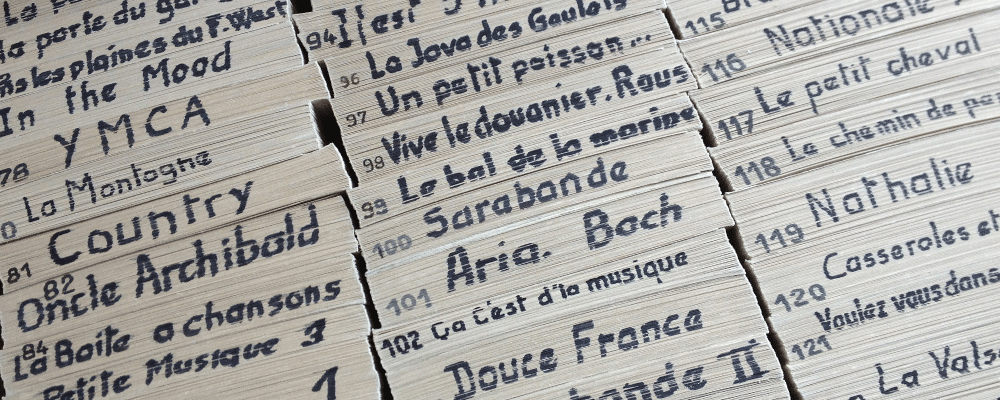 la porte du
les plaines du F. West
In the Mood
78 YMCA
La Montagne
81 Country
82
Oncle Archibald
84
La Boite a chansons
Petite Musique 3
1
94 Il est
96 La Java des Gaulois
97 Un petit poisson...
98 Vive le douanier. Rous
99 Le bal de la marine
100 Sarabande
101 Aria. Bach
102 Ça c'est d'la musique
Douce France
II
115
116 Nationale
117 Le petit cheval
118 Le chemin de
119 Nathalie
120 Casseroles et
121 Voulez vous dans
La Vals